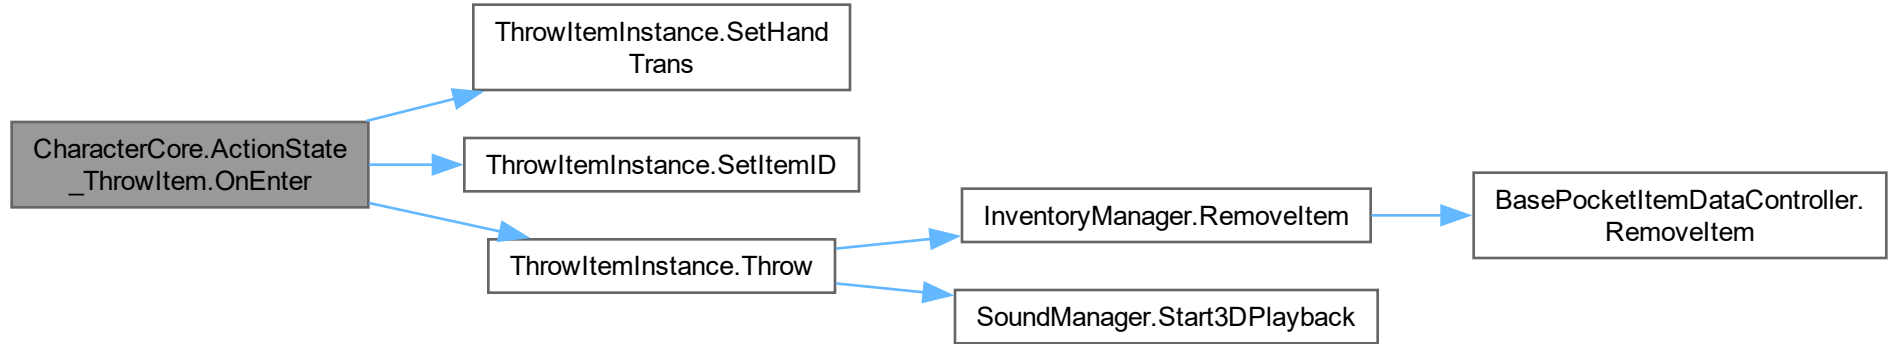 ThrowItemInstance.SetHand
Trans
CharacterCore.ActionState
_ThrowItem.OnEnter
ThrowItemInstance.SetItemID
ThrowItemInstance.Throw
InventoryManager.RemoveItem
BasePocketItemDataController.
RemoveItem
SoundManager.Start3DPlayback